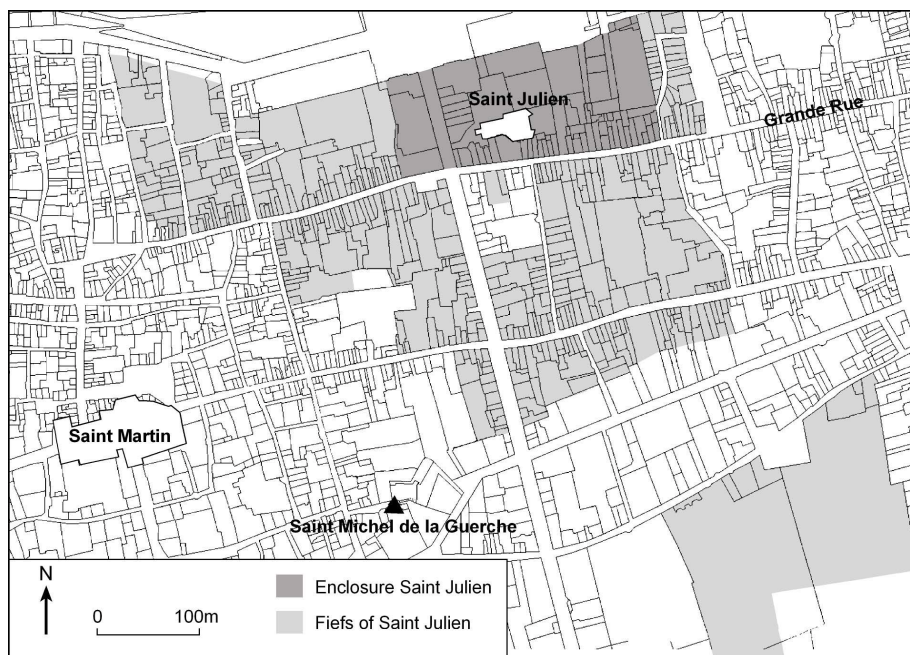 Saint Julien
Grande Rue
Saint Martin
Saint Michel de la Guerche
N
0 100m
Enclosure Saint Julien
Fiefs of Saint Julien